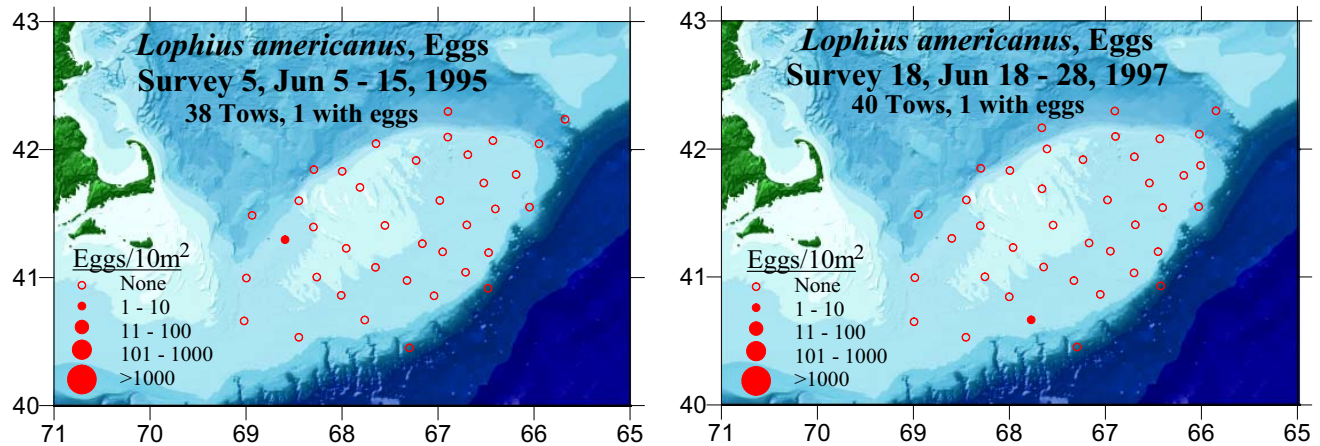 Lophius americanus, Eggs
Survey 5, Jun 5 - 15, 1995
38 Tows, 1 with eggs
Eggs/10m²
None
1 - 10
11 - 100
101 - 1000
>1000
43
42
41
40
71 70 69 68 67 66 65
Lophius americanus, Eggs
Survey 18, Jun 18 - 28, 1997
40 Tows, 1 with eggs
Eggs/10m²
None
1 - 10
11 - 100
101 - 1000
>1000
43
42
41
40
71 70 69 68 67 66 65